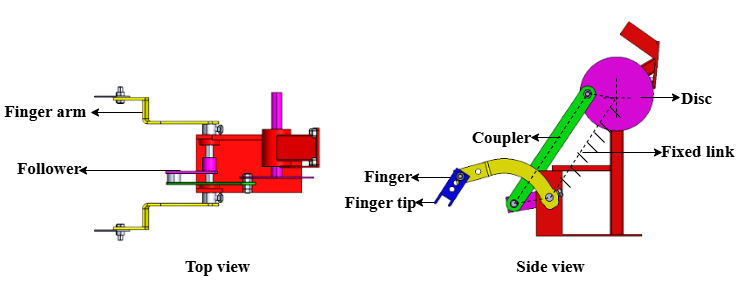 Finger arm
Follower
Top view
Disc
Coupler
Fixed link
Finger
Finger tip
Side view